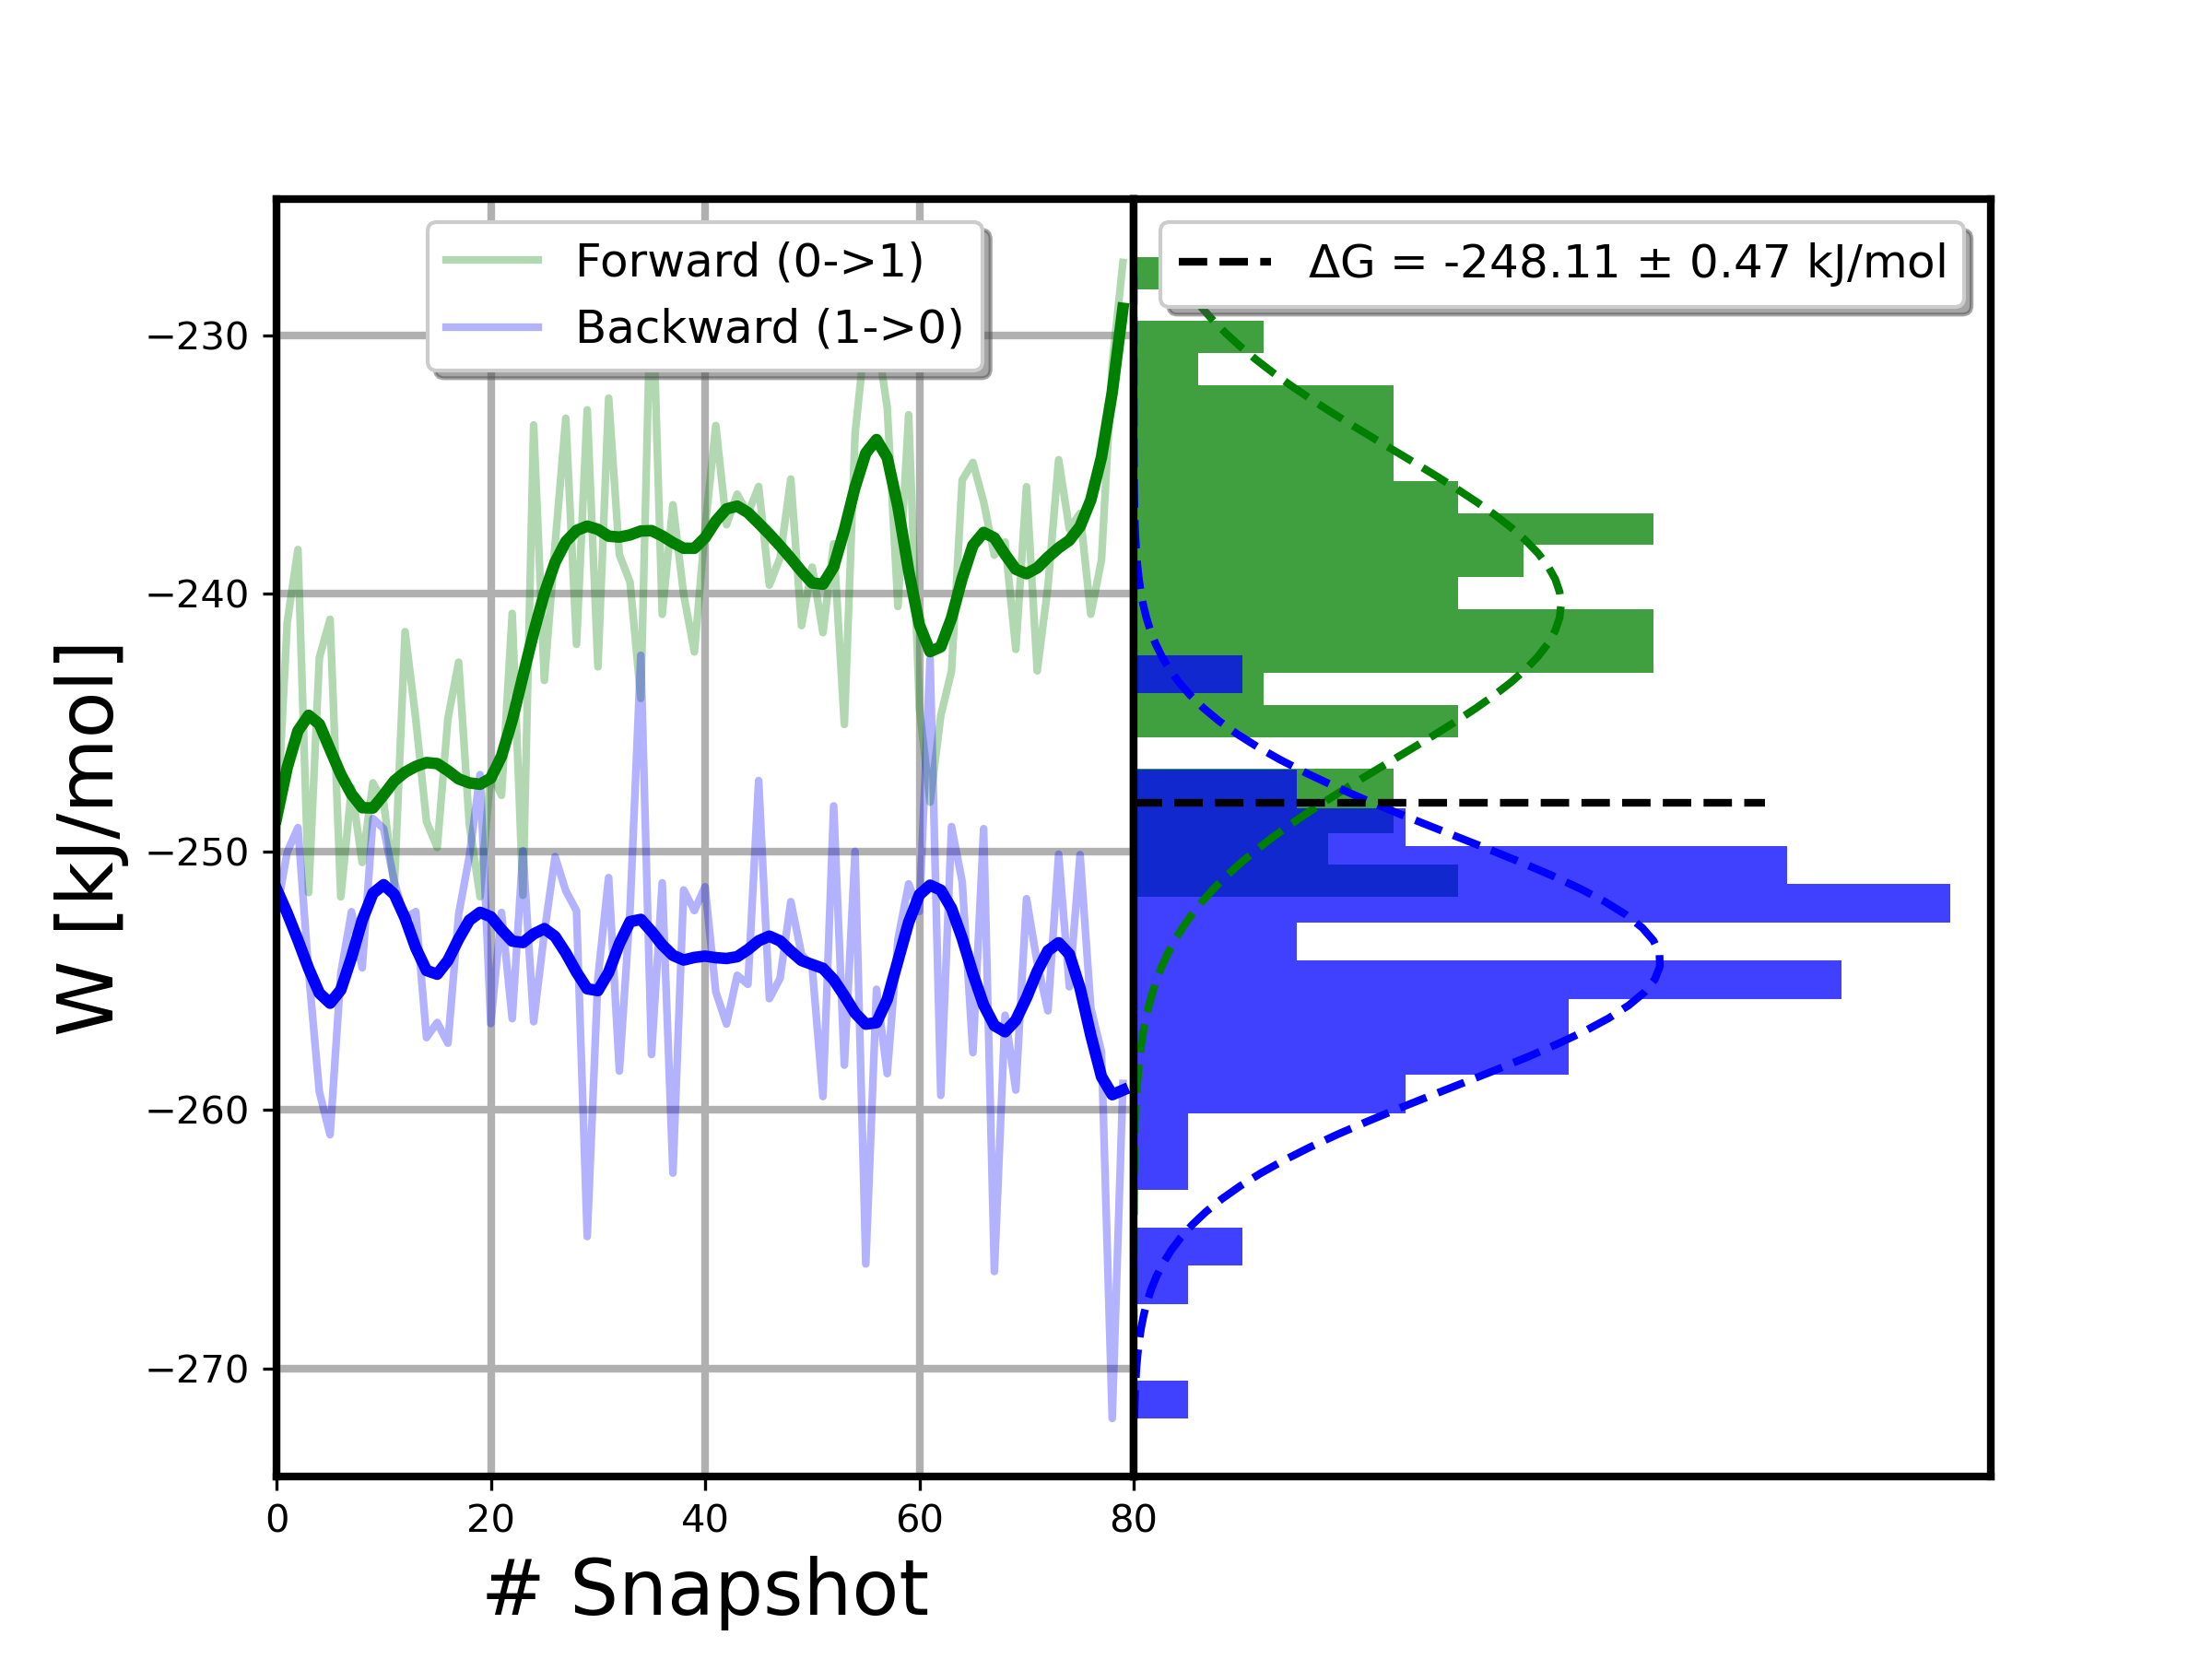 Forward (0->1)
Backward (1->0)
ΔG = -248.11 ± 0.47 kJ/mol
W [kJ/mol]
−230
−240
−250
−260
−270
0 20 40 60 80
# Snapshot